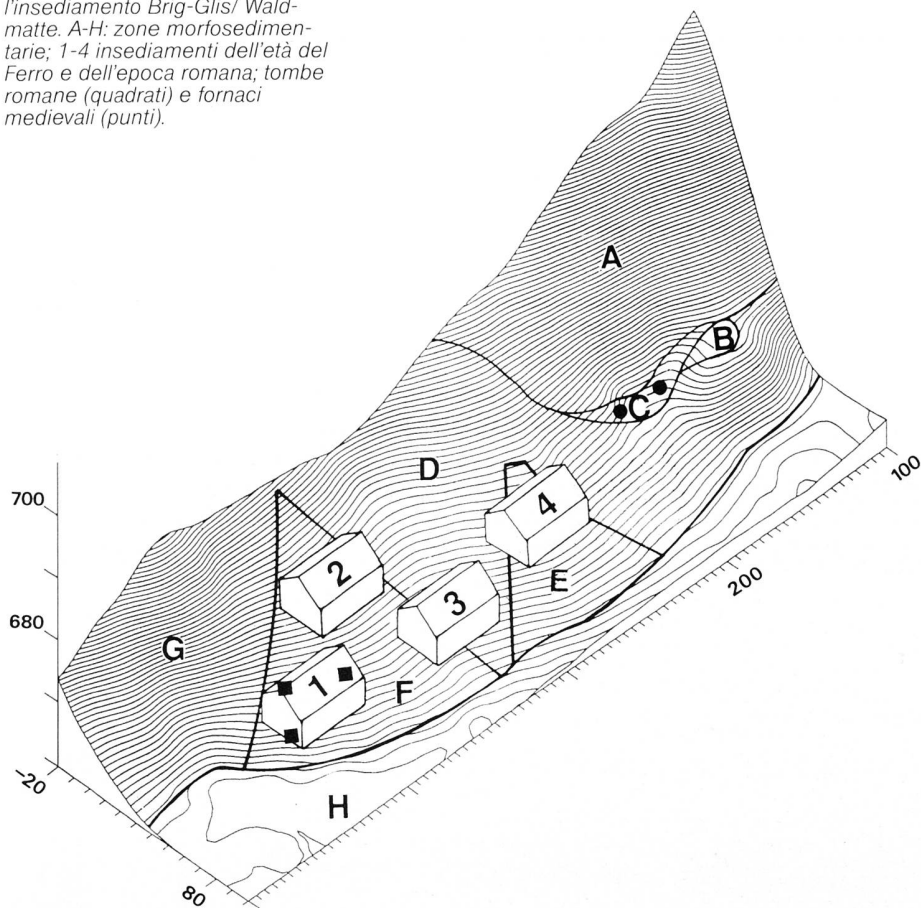 l'insediamento Brig-Glis/ Wald-
matte. A-H: zone morfosedimen-
tarie; 1-4 insediamenti dell'età del
Ferro e dell'epoca romana; tombe
romane (quadrati) e fornaci
medievali (punti).
A
B
C
100
D
4
700
200
2
E
3
680
G
1
F
-20
H
80